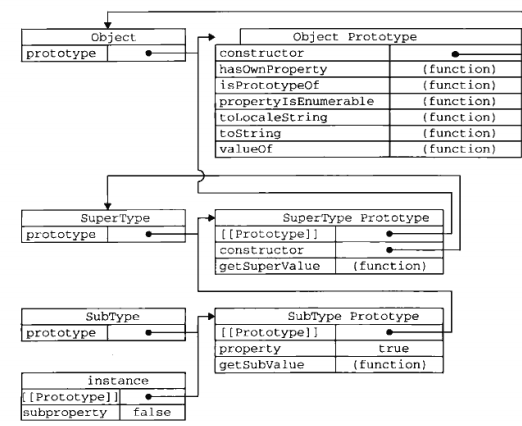 Object
prototype
Object Prototype
constructor
hasOwnProperty (function)
isPrototypeOf (function)
propertyIsEnumerable (function)
toLocaleString (function)
toString (function)
valueOf (function)
SuperType
prototype
SuperType Prototype
[[Prototype]]
constructor
getSuperValue (function)
SubType
prototype
SubType Prototype
[[Prototype]]
property true
getSubValue (function)
instance
[[Prototype]]
subproperty false